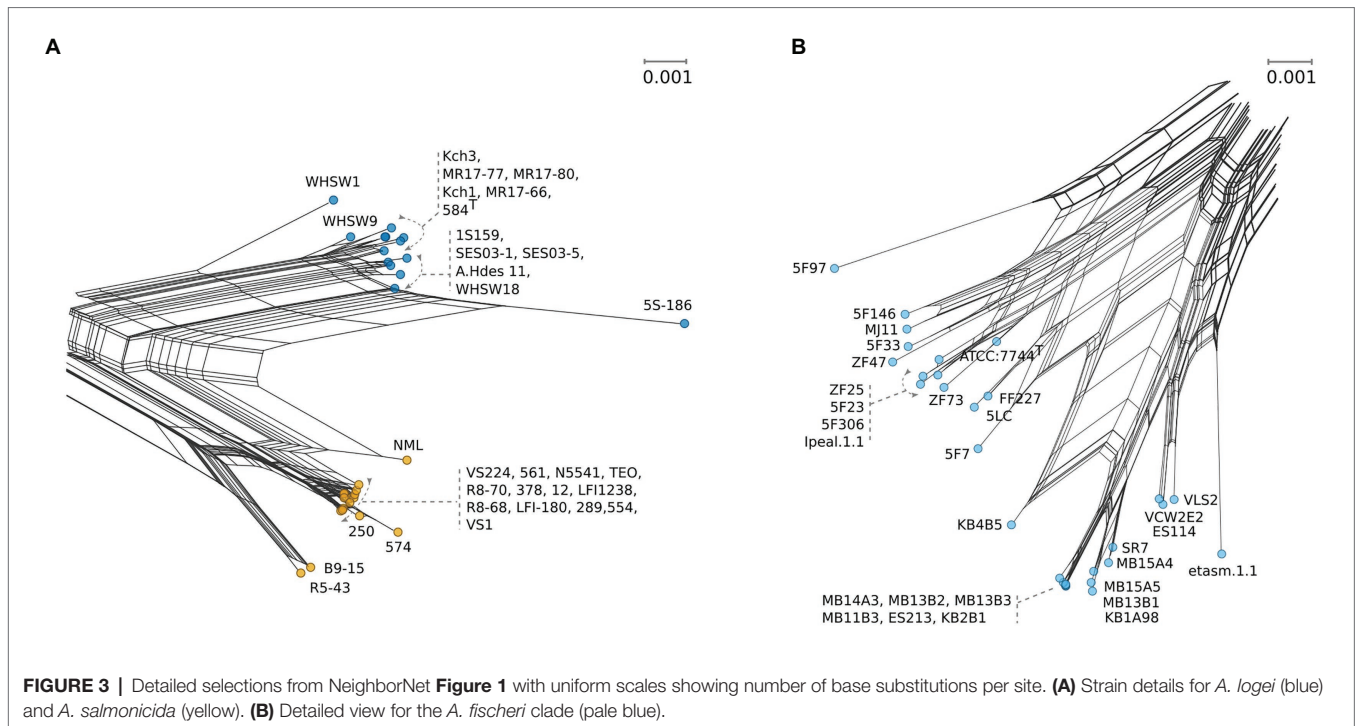 A
0.001
WHSW1
WHSW9
Kch3,
MR17-77, MR17-80,
Kch1, MR17-66,
584T
1S159,
SES03-1, SES03-5,
A.Hdes 11,
WHSW18
5S-186
NML
VS224, 561, N5541, TEO,
R8-70, 378, 12, LFI1238,
R8-68, LFI-180, 289,554,
VS1
250
574
B9-15
R5-43
B
0.001
5F97
5F146
MJ11
5F33
ZF47
ATCC:7744T
ZF25
5F23
5F306
lpeal.1.1
ZF73
FF227
5LC
5F7
KB4B5
VLS2
VCW2E2
ES114
SR7
MB15A4
etasm.1.1
MB15A5
MB13B1
KB1A98
MB14A3, MB13B2, MB13B3
MB11B3, ES213, KB2B1
FIGURE 3 | Detailed selections from NeighborNet Figure 1 with uniform scales showing number of base substitutions per site. (A) Strain details for A. logei (blue)
and A. salmonicida (yellow). (B) Detailed view for the A. fischeri clade (pale blue).